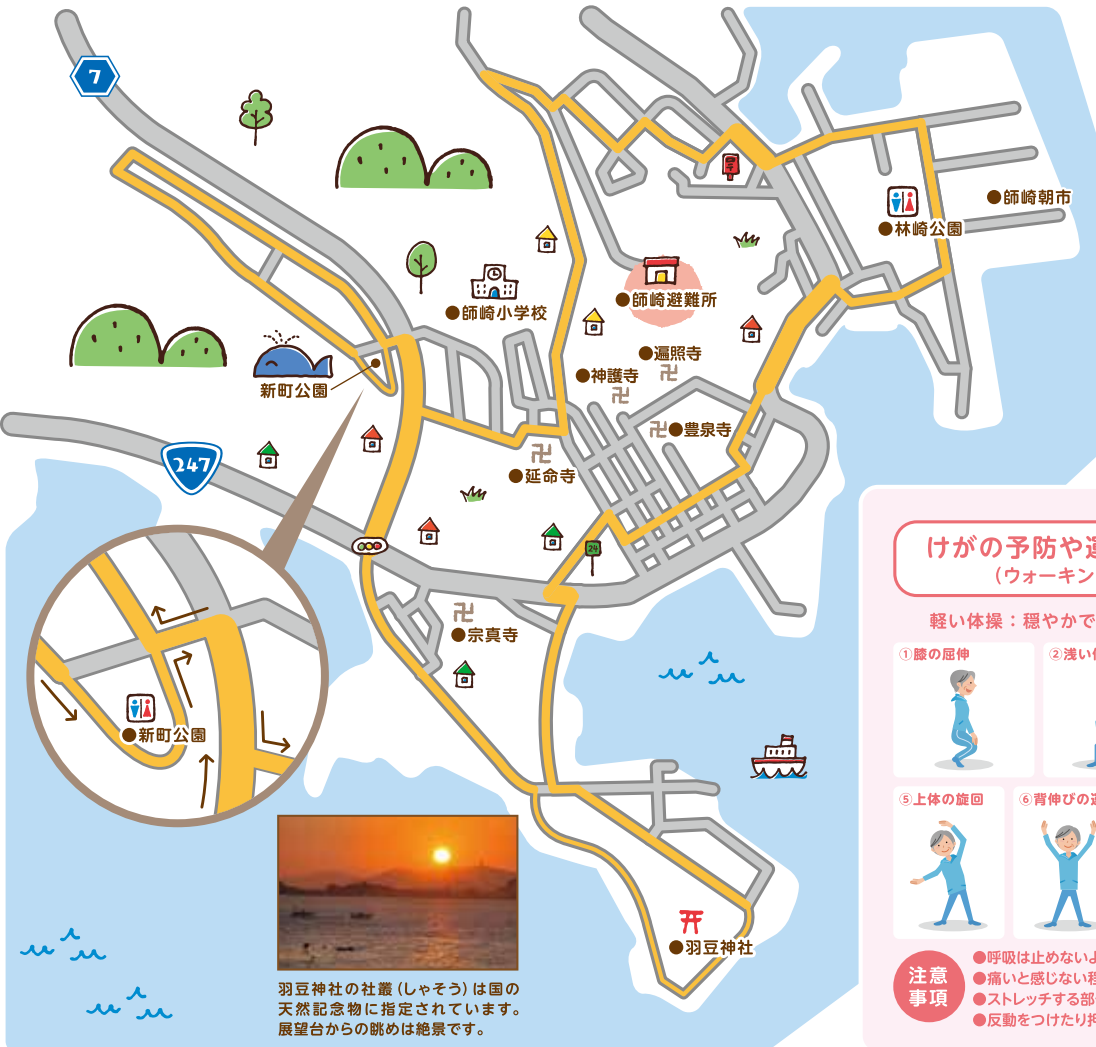 7
●師崎朝市
●林崎公園
●師崎避難所
●師崎小学校
●遍照寺
●神護寺
新町公園
●豊泉寺
247
●延命寺
24
●宗真寺
●新町公園
●羽豆神社
羽豆神社の社叢(しゃそう)は国の
天然記念物に指定されています。
展望台からの眺めは絶景です。
けがの予防や
(ウォーキン
軽い体操:穏やかで
①膝の屈伸
②浅い
⑤上体の旋回
⑥背伸びの
注意
事項
●呼吸は止めない
●痛いと感じない
●ストレッチする部
●反動をつけたり